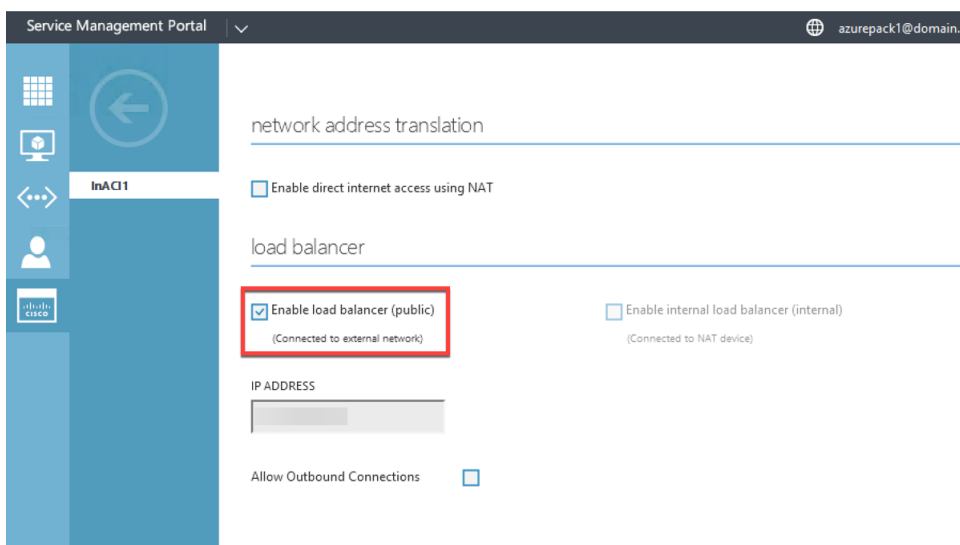 Service Management Portal
azurepack1@domain.
network address translation
InACI1
Enable direct internet access using NAT
load balancer
Enable load balancer (public)
Enable internal load balancer (internal)
(Connected to external network)
(Connected to NAT device)
cisco
IP ADDRESS
Allow Outbound Connections